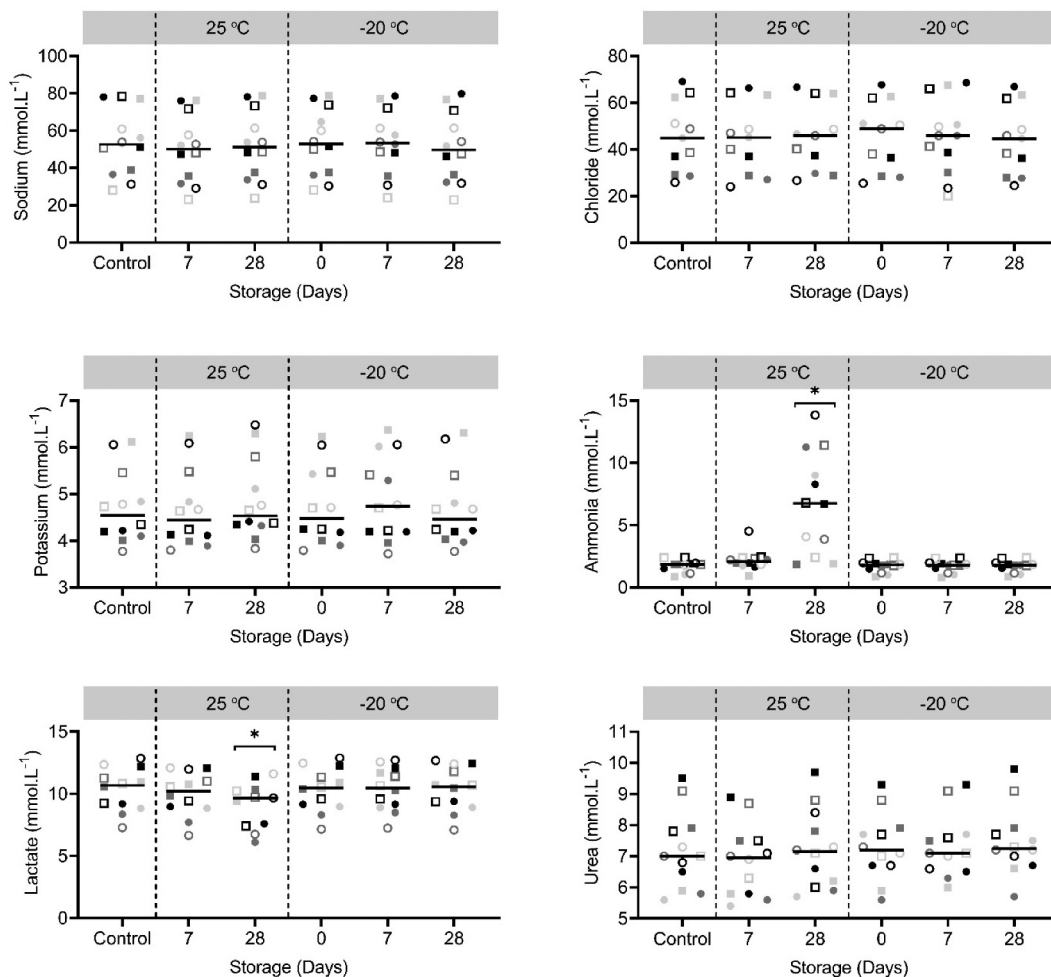 25 °C -20 °C
Sodium (mmol.L⁻¹)
100
80
60
40
20
0
Control 7 28 0 7 28
Storage (Days)
25 °C -20 °C
Chloride (mmol.L⁻¹)
80
60
40
20
0
Control 7 28 0 7 28
Storage (Days)
25 °C -20 °C
Potassium (mmol.L⁻¹)
7
6
5
4
3
Control 7 28 0 7 28
Storage (Days)
25 °C -20 °C
Ammonia (mmol.L⁻¹)
15
10
5
0
*
Control 7 28 0 7 28
Storage (Days)
25 °C -20 °C
Lactate (mmol.L⁻¹)
15
10
5
0
*
Control 7 28 0 7 28
Storage (Days)
25 °C -20 °C
Urea (mmol.L⁻¹)
11
10
9
8
7
6
5
Control 7 28 0 7 28
Storage (Days)